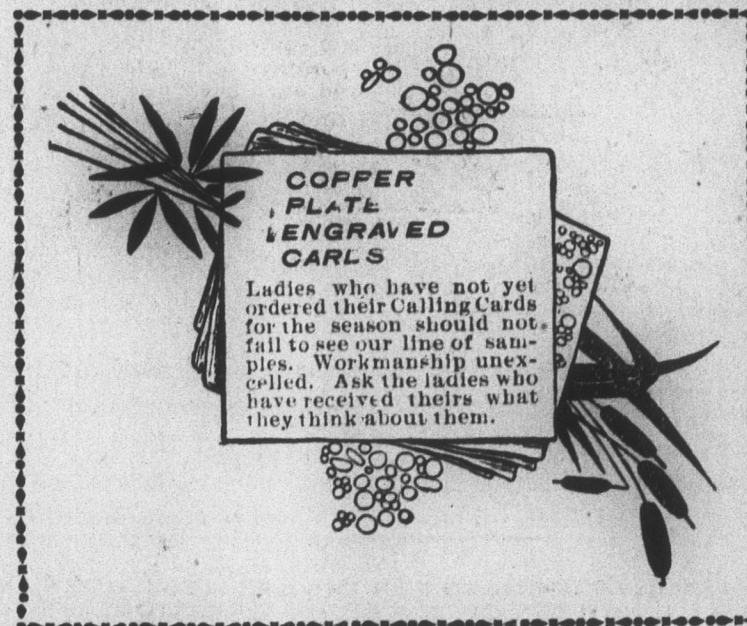 COPPER
PLATE
ENGRAVED
CARDS
Ladies who have not yet
ordered their Calling Cards
for the season should not
fail to see our line of sam-
ples. Workmanship unex-
celled. Ask the ladies who
have received theirs what
they think about them.